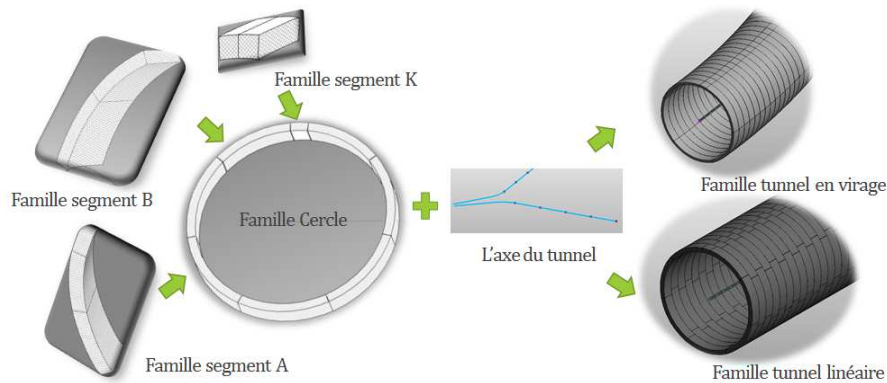 Famille segment K
Famille segment B
Famille Cercle
Famille segment A
L'axe du tunnel
Famille tunnel en virage
Famille tunnel linéaire